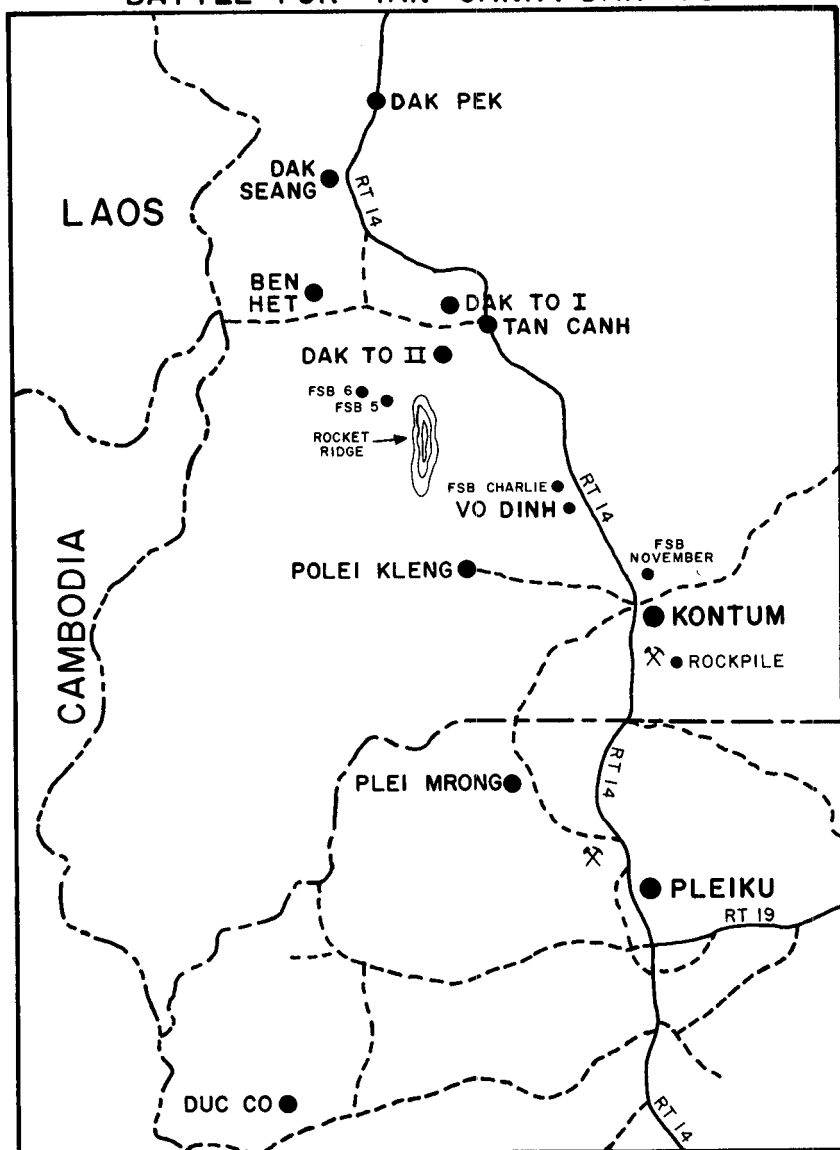 DAK PEK
DAK
SEANG
RT 14
LAOS
BEN
HET
DAK TO I
TAN CANH
DAK TO II
FSB 6
FSB 5
ROCKET
RIDGE
FSB CHARLIE
RT 14
VO DINH
FSB
NOVEMBER
POLEI KLENG
KONTUM
CAMBODIA
ROCKPILE
RT 14
PLEI MRONG
PLEIKU
RT 19
DUC CO
RT 14